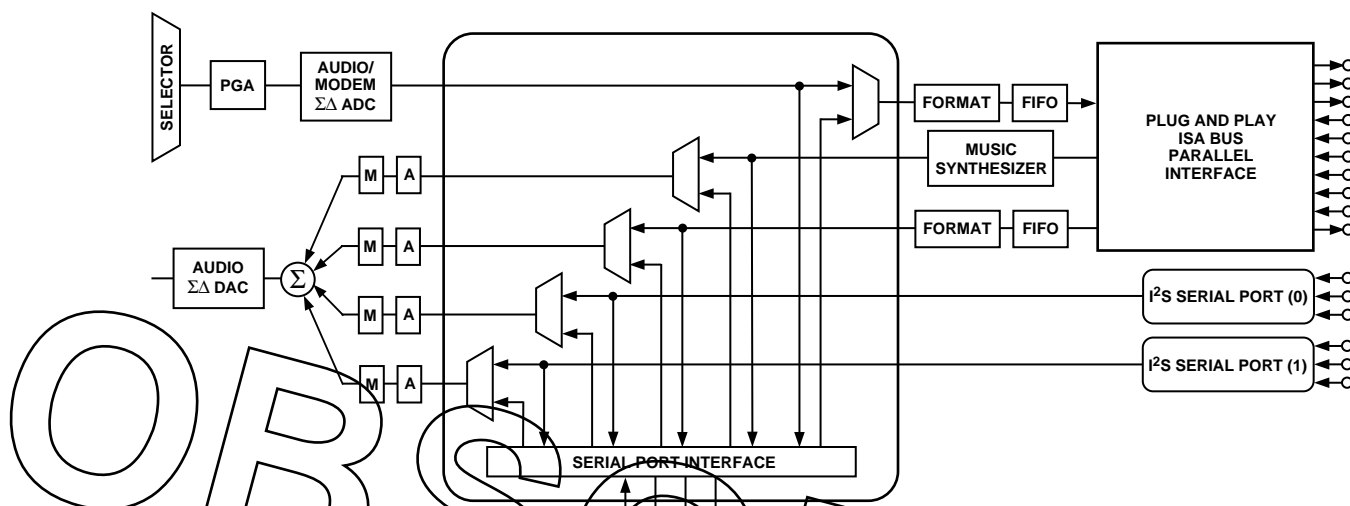 SELECTOR
PGA
AUDIO/
MODEM
ΣΔ ADC
FORMAT
FIFO
PLUG AND PLAY
ISA BUS
PARALLEL
INTERFACE
MUSIC
SYNTHESIZER
M
A
FORMAT
FIFO
M
A
AUDIO
ΣΔ DAC
Σ
M
A
I²S SERIAL PORT (0)
M
A
I²S SERIAL PORT (1)
SERIAL PORT INTERFACE
OBSO